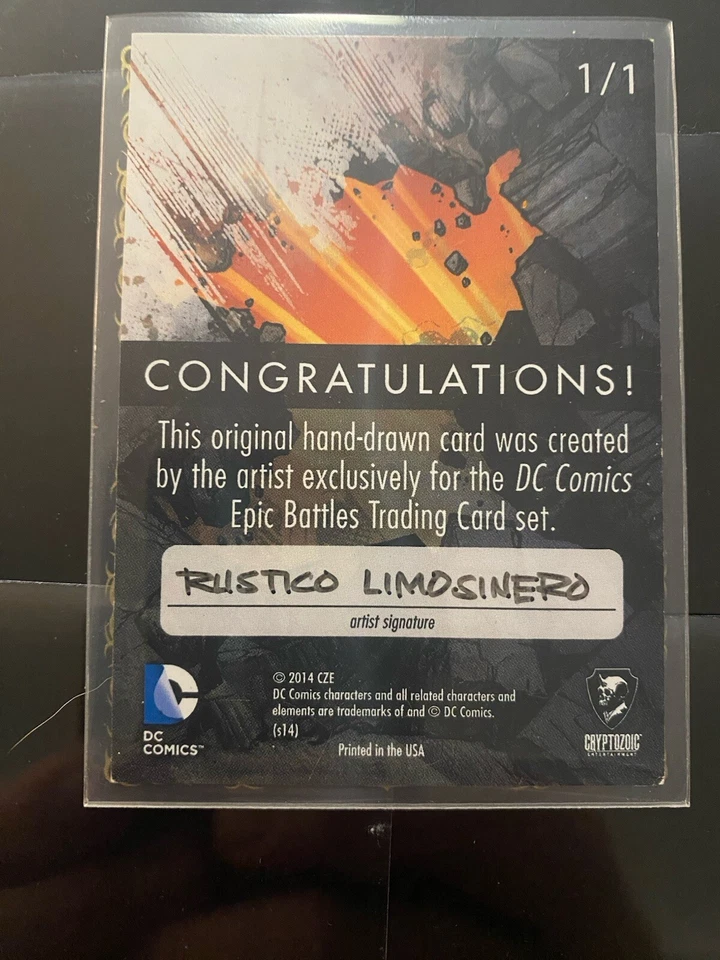 1/1
CONGRATULATIONS!
This original hand-drawn card was created
by the artist exclusively for the DC Comics
Epic Battles Trading Card set.
RUSTICO LIMOSINERO
artist signature
DC
COMICS™
© 2014 CZE
DC Comics characters and all related characters and
elements are trademarks of and © DC Comics.
(s14)
Printed in the USA
CRYPTOZOIC
ENTERTAINMENT